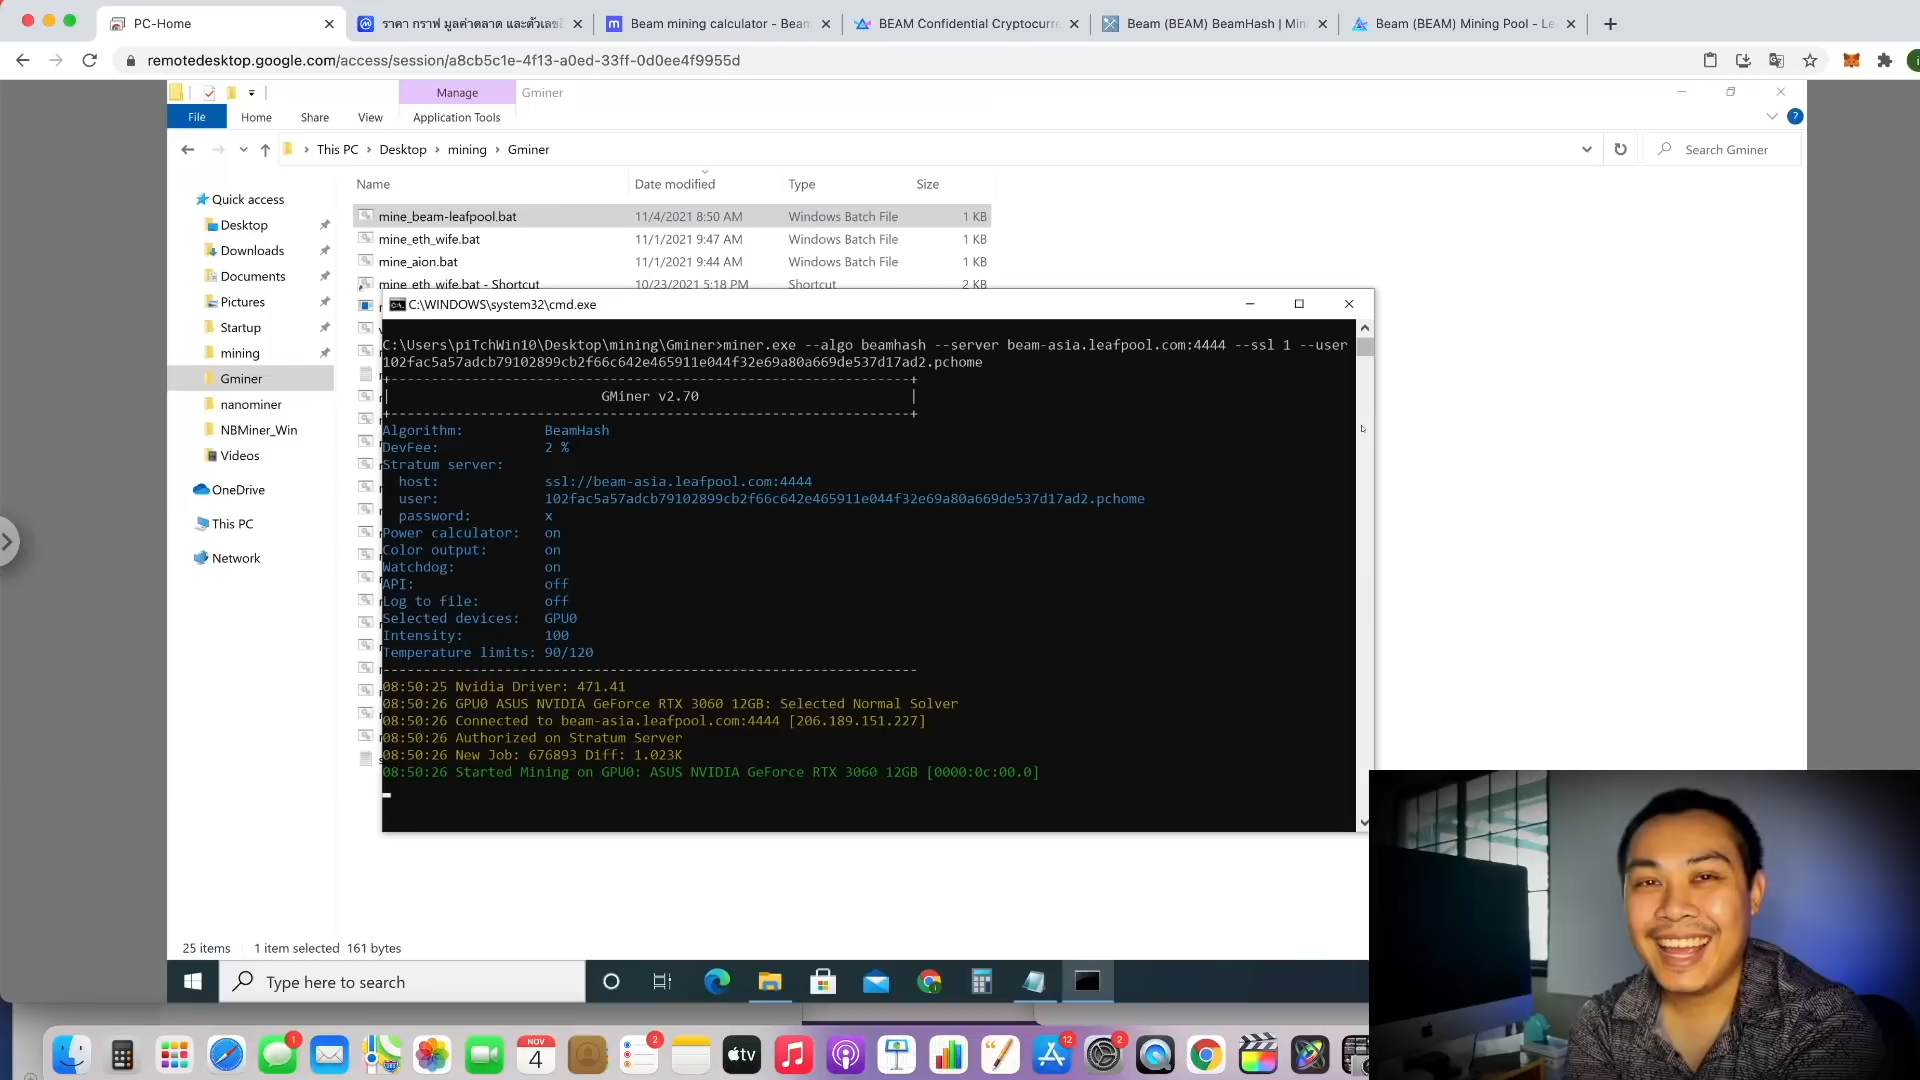 PC-Home
ราคา กราฟ มูลค่าตลาด และตัวเลขอื
Beam mining calculator - Beam
BEAM Confidential Cryptocurre
Beam (BEAM) BeamHash | Min
Beam (BEAM) Mining Pool - Le
remotedesktop.google.com/access/session/a8cb5c1e-4f13-a0ed-33ff-0d0ee4f9955d
Manage
Gminer
File
Home
Share
View
Application Tools
This PC
Desktop
mining
Gminer
Search Gminer
Name
Date modified
Type
Size
Quick access
Desktop
Downloads
Documents
Pictures
Startup
mining
Gminer
nanominer
NBMiner_Win
Videos
OneDrive
This PC
Network
mine_beam-leafpool.bat 11/4/2021 8:50 AM Windows Batch File 1 KB
mine_eth_wife.bat 11/1/2021 9:47 AM Windows Batch File 1 KB
mine_aion.bat 11/1/2021 9:44 AM Windows Batch File 1 KB
mine_eth_wife.bat - Shortcut 10/23/2021 5:18 PM Shortcut 2 KB
C:\WINDOWS\system32\cmd.exe
C:\Users\piTchWin10\Desktop\mining\Gminer>miner.exe --algo beamhash --server beam-asia.leafpool.com:4444 --ssl 1 --user
102fac5a57adcb79102899cb2f66c642e465911e044f32e69a80a669de537d17ad2.pchome
+----------------------------------------------------------------+
| GMiner v2.70 |
+----------------------------------------------------------------+
Algorithm: BeamHash
DevFee: 2 %
Stratum server:
host: ssl://beam-asia.leafpool.com:4444
user: 102fac5a57adcb79102899cb2f66c642e465911e044f32e69a80a669de537d17ad2.pchome
password: x
Power calculator: on
Color output: on
Watchdog: on
API: off
Log to file: off
Selected devices: GPU0
Intensity: 100
Temperature limits: 90/120
------------------------------------------------------------------
08:50:25 Nvidia Driver: 471.41
08:50:26 GPU0 ASUS NVIDIA GeForce RTX 3060 12GB: Selected Normal Solver
08:50:26 Connected to beam-asia.leafpool.com:4444 [206.189.151.227]
08:50:26 Authorized on Stratum Server
08:50:26 New Job: 676893 Diff: 1.023K
08:50:26 Started Mining on GPU0: ASUS NVIDIA GeForce RTX 3060 12GB [0000:0c:00.0]
25 items
1 item selected 161 bytes
Type here to search
1
NOV
4
2
tv
12
2